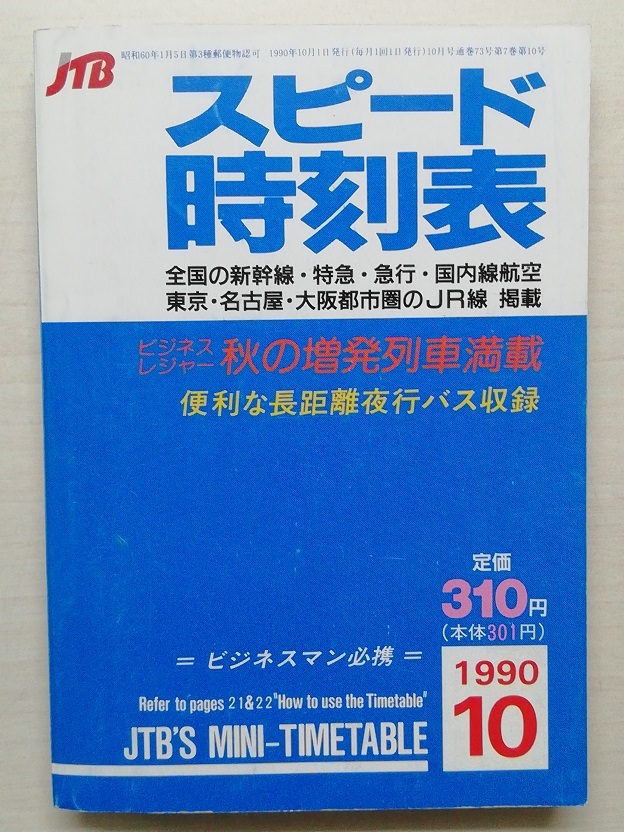 JTB
昭和60年1月5日第3種郵便物認可 1990年10月1日発行(毎月1回1日発行)10月号通巻73号第7巻第10号
スピード
時刻表
全国の新幹線・特急・急行・国内線航空
東京・名古屋・大阪都市圏のJR線 掲載
ビジネス
レジャー 秋の増発列車満載
便利な長距離夜行バス収録
定価
310円
(本体301円)
=ビジネスマン必携=
1990
10
Refer to pages 21&22"How to use the Timetable"
JTB'S MINI-TIMETABLE